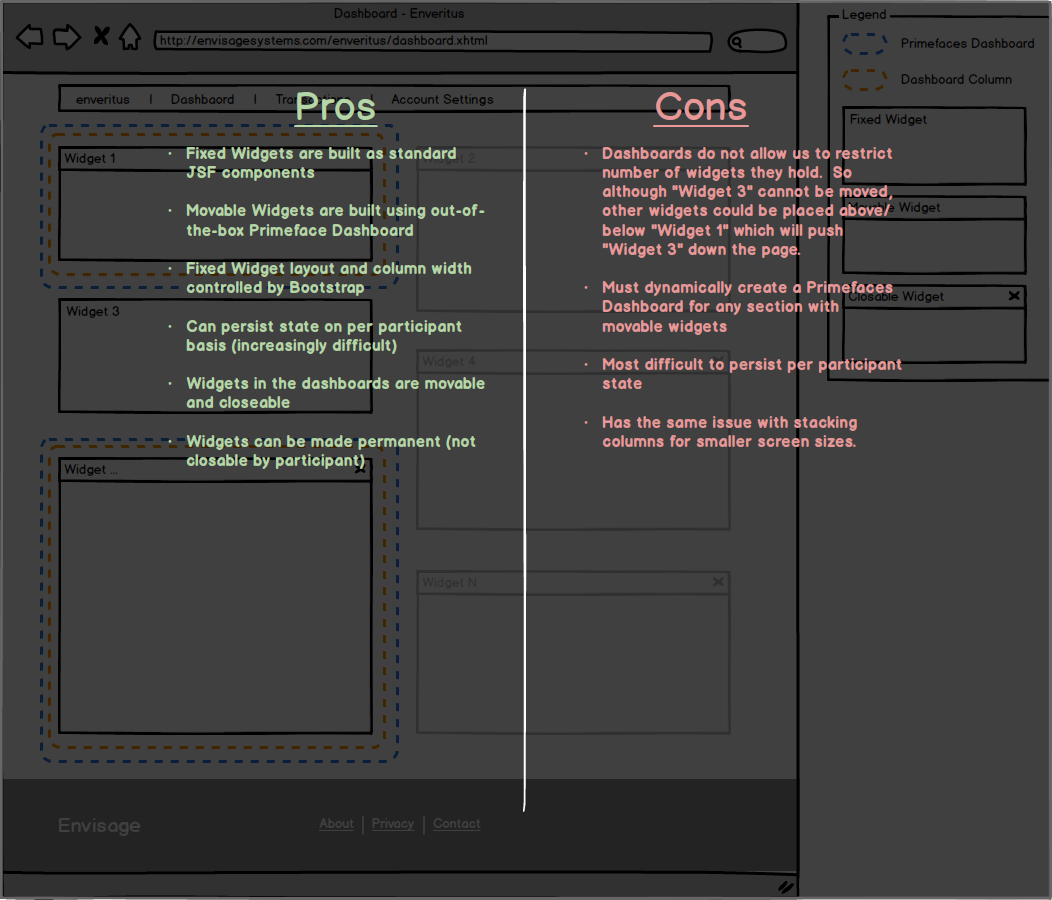 Dashboard - Enveritus
http://envisagesystems.com/enveritus/dashboard.xhtml
enveritus | Dashbaord | Transactions | Account Settings
Pros
· Fixed Widgets are built as standard
JSF components
· Movable Widgets are built using out-of-
the-box Primeface Dashboard
· Fixed Widget layout and column width
controlled by Bootstrap
· Can persist state on per participant
basis (increasingly difficult)
· Widgets in the dashboards are movable
and closeable
· Widgets can be made permanent (not
closable by participant)
Cons
· Dashboards do not allow us to restrict
number of widgets they hold. So
although "Widget 3" cannot be moved,
other widgets could be placed above/
below "Widget 1" which will push
"Widget 3" down the page.
· Must dynamically create a Primefaces
Dashboard for any section with
movable widgets
· Most difficult to persist per participant
state
· Has the same issue with stacking
columns for smaller screen sizes.
Widget 1
Widget 2
Widget 3
Widget 4
Widget ...
Widget N
Legend
Primefaces Dashboard
Dashboard Column
Fixed Widget
Movable Widget
Closable Widget
Envisage
About | Privacy | Contact